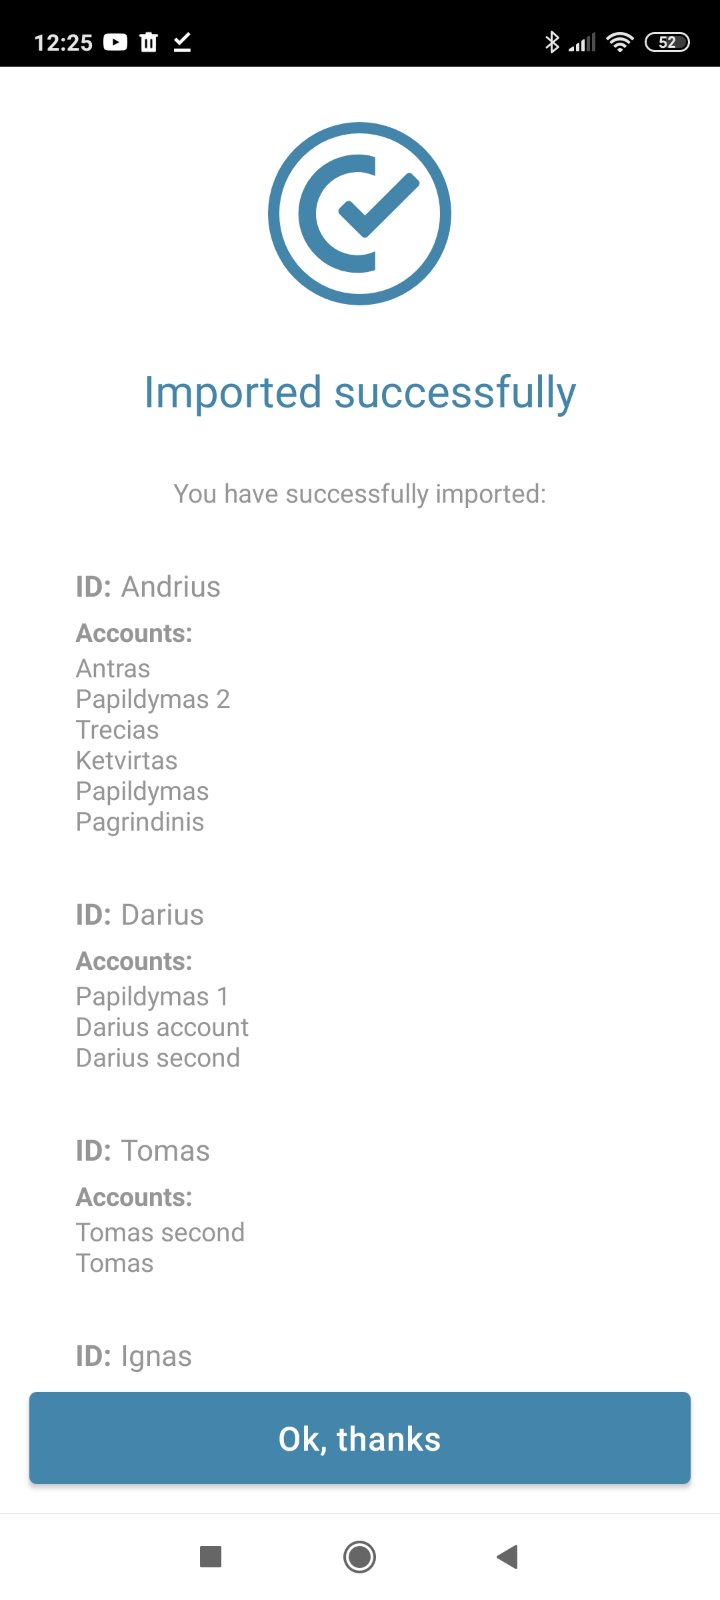 12:25
52
Imported successfully
You have successfully imported:
ID: Andrius
Accounts:
Antras
Papildymas 2
Trecias
Ketvirtas
Papildymas
Pagrindinis
ID: Darius
Accounts:
Papildymas 1
Darius account
Darius second
ID: Tomas
Accounts:
Tomas second
Tomas
ID: Ignas
Ok, thanks